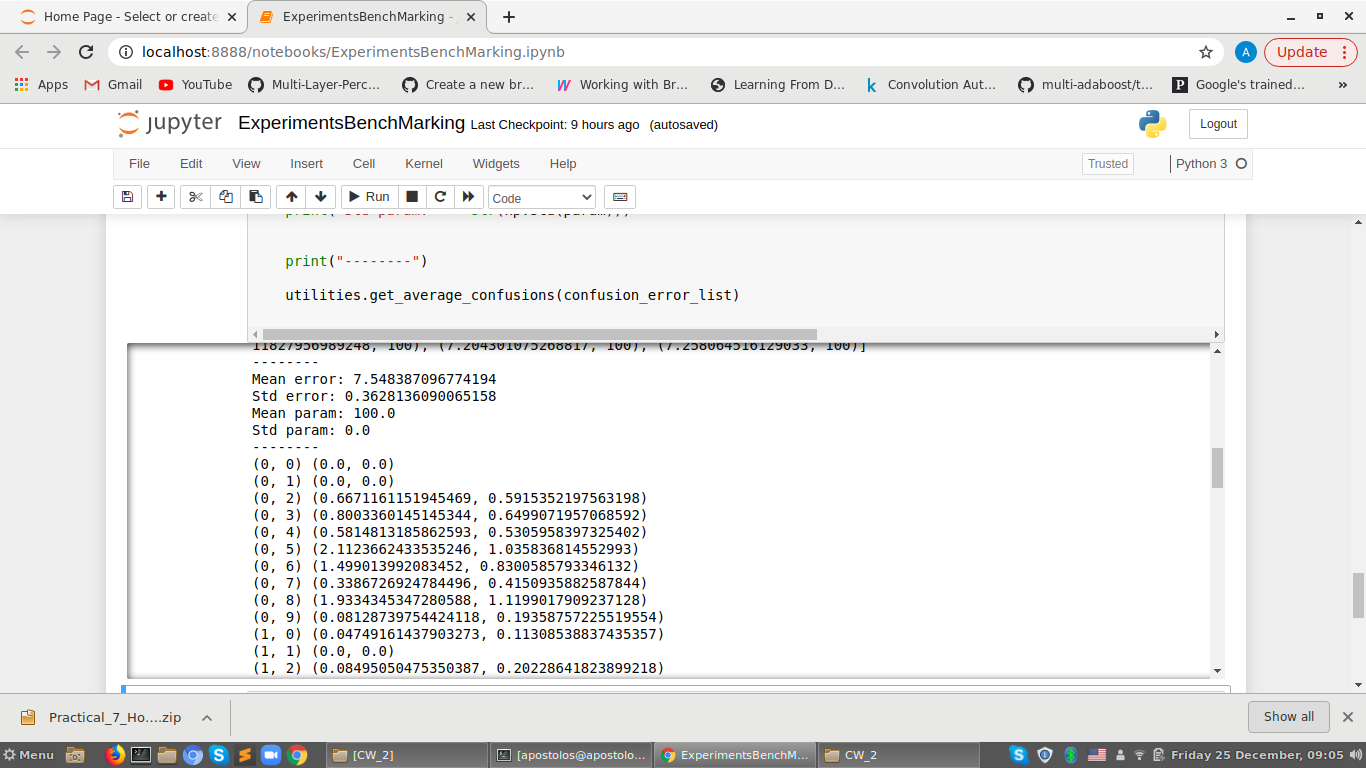 Home Page - Select or create
ExperimentsBenchMarking -
localhost:8888/notebooks/ExperimentsBenchMarking.ipynb
A
Update
Apps
Gmail
YouTube
Multi-Layer-Perc...
Create a new br...
Working with Br...
Learning From D...
Convolution Aut...
multi-adaboost/t...
Google's trained...
»
jupyter
ExperimentsBenchMarking Last Checkpoint: 9 hours ago (autosaved)
Logout
File Edit View Insert Cell Kernel Widgets Help
Trusted
Python 3
Run
Code
print("--------")
utilities.get_average_confusions(confusion_error_list)
11827956989248, 100), (7.204301075268817, 100), (7.258064516129033, 100)]
--------
Mean error: 7.548387096774194
Std error: 0.3628136090065158
Mean param: 100.0
Std param: 0.0
--------
(0, 0) (0.0, 0.0)
(0, 1) (0.0, 0.0)
(0, 2) (0.6671161151945469, 0.5915352197563198)
(0, 3) (0.8003360145145344, 0.6499071957068592)
(0, 4) (0.5814813185862593, 0.5305958397325402)
(0, 5) (2.1123662433535246, 1.035836814552993)
(0, 6) (1.499013992083452, 0.8300585793346132)
(0, 7) (0.3386726924784496, 0.4150935882587844)
(0, 8) (1.9334345347280588, 1.1199017909237128)
(0, 9) (0.08128739754424118, 0.19358757225519554)
(1, 0) (0.04749161437903273, 0.11308538837435357)
(1, 1) (0.0, 0.0)
(1, 2) (0.08495050475350387, 0.20228641823899218)
Practical_7_Ho....zip
Show all
Menu
[CW_2]
[apostolos@apostolo...
ExperimentsBenchM...
CW_2
Friday 25 December, 09:05